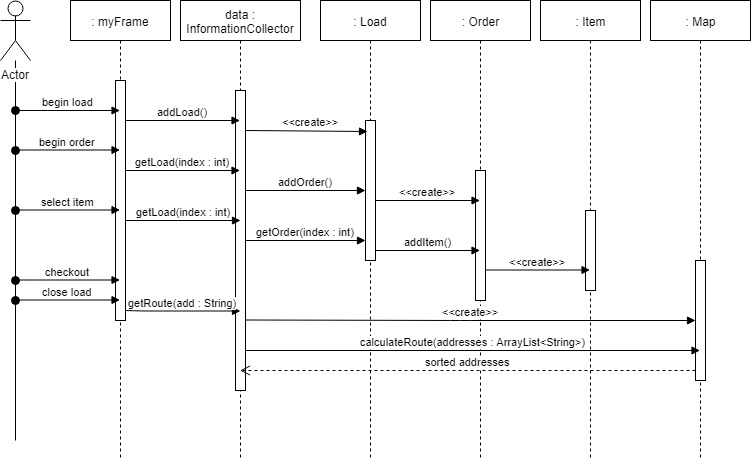 data :
: myFrame
InformationCollector
: Load
: Order
: Item
: Map
Actor
begin load
addLoad()
<<create>>
begin order
getLoad(index : int)
addOrder()
<<create>>
select item
getLoad(index : int)
getOrder(index : int)
addItem()
<<create>>
checkout
close load
getRoute(add : String)
<<create>>
calculateRoute(addresses : ArrayList<String>)
sorted addresses